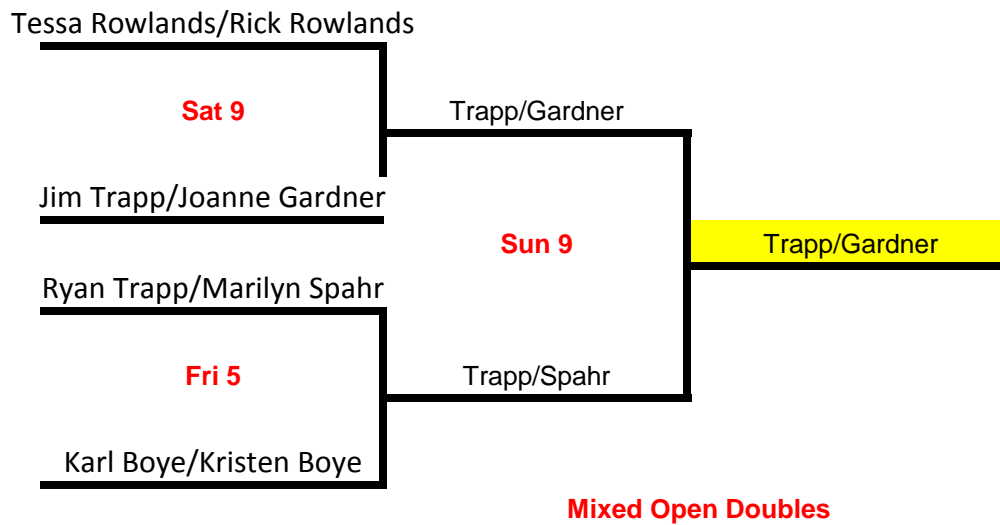 Tessa Rowlands/Rick Rowlands
Sat 9
Trapp/Gardner
Jim Trapp/Joanne Gardner
Sun 9
Trapp/Gardner
Ryan Trapp/Marilyn Spahr
Fri 5
Trapp/Spahr
Karl Boye/Kristen Boye
Mixed Open Doubles